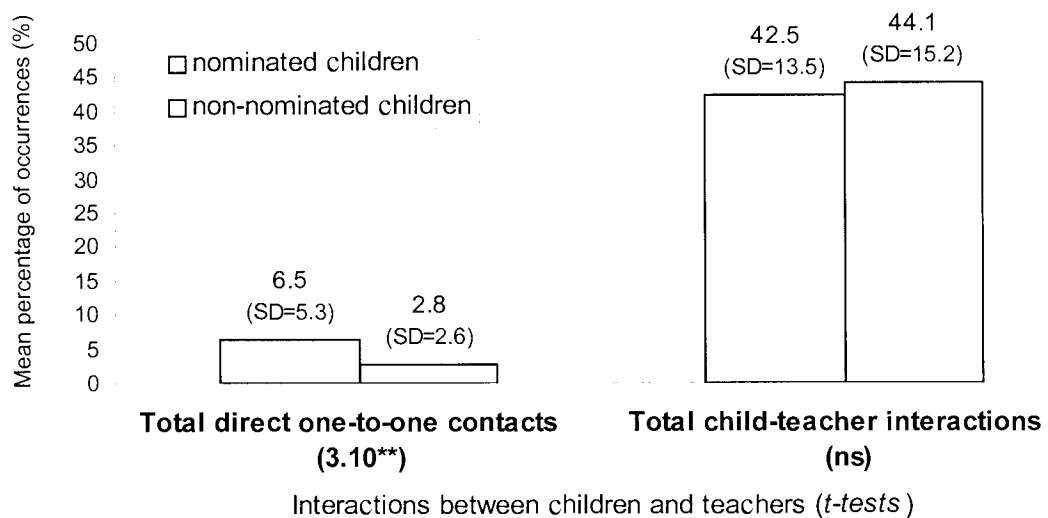 Mean percentage of occurrences (%)
50
45
40
35
30
25
20
15
10
5
0
nominated children
non-nominated children
6.5
(SD=5.3)
2.8
(SD=2.6)
42.5
(SD=13.5)
44.1
(SD=15.2)
Total direct one-to-one contacts
(3.10**)
Total child-teacher interactions
(ns)
Interactions between children and teachers (t-tests)